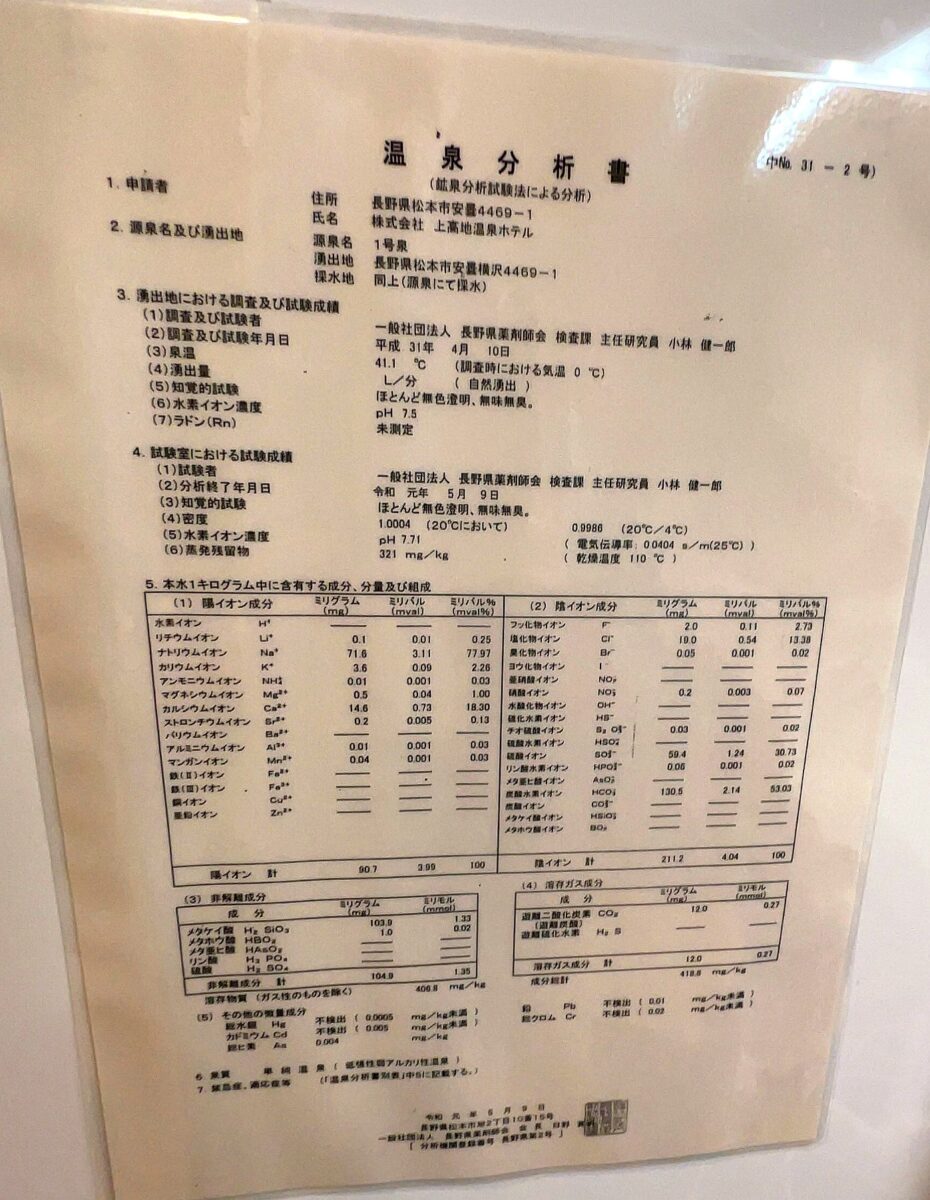 温泉分析書
中No. 31 - 2 号)
(鉱泉分析試験法による分析)
1. 申請者
住所 長野県松本市安曇4469-1
氏名 株式会社 上高地温泉ホテル
2. 源泉名及び湧出地
源泉名 1号泉
湧出地 長野県松本市安曇横沢4469-1
採水地 同上(源泉にて採水)
3. 湧出地における調査及び試験成績
(1)調査及び試験者 一般社団法人 長野県薬剤師会 検査課 主任研究員 小林 健一郎
(2)調査及び試験年月日 平成 31年 4月 10日
(3)泉温 41.1 ℃ (調査時における気温 0 ℃)
(4)湧出量 L/分 ( 自然湧出 )
(5)知覚的試験 ほとんど無色澄明、無味無臭。
(6)水素イオン濃度 pH 7.5
(7)ラドン(Rn) 未測定
4. 試験室における試験成績
(1)試験者 一般社団法人 長野県薬剤師会 検査課 主任研究員 小林 健一郎
(2)分析終了年月日 令和 元年 5月 9日
(3)知覚的試験 ほとんど無色澄明、無味無臭。
(4)密度 1.0004 (20℃において) 0.9986 (20℃/4℃)
(5)水素イオン濃度 pH 7.71 ( 電気伝導率: 0.0404 s/m(25℃) )
(6)蒸発残留物 321 mg/kg ( 乾燥温度 110 ℃ )
5. 本水1キログラム中に含有する成分、分量及び組成
(1) 陽イオン成分 ミリグラム(mg) ミリバル(mval) ミリバル%(mval%)
水素イオン H⁺ — — —
リチウムイオン Li⁺ 0.1 0.01 0.25
ナトリウムイオン Na⁺ 71.6 3.11 77.97
カリウムイオン K⁺ 3.6 0.09 2.26
アンモニウムイオン NH₄⁺ 0.01 0.001 0.03
マグネシウムイオン Mg²⁺ 0.5 0.04 1.00
カルシウムイオン Ca²⁺ 14.6 0.73 18.30
ストロンチウムイオン Sr²⁺ 0.2 0.005 0.13
バリウムイオン Ba²⁺ — — —
アルミニウムイオン Al³⁺ 0.01 0.001 0.03
マンガンイオン Mn²⁺ 0.04 0.001 0.03
鉄(Ⅱ)イオン Fe²⁺ — — —
鉄(Ⅲ)イオン Fe³⁺ — — —
銅イオン Cu²⁺ — — —
亜鉛イオン Zn²⁺ — — —
陽イオン 計 90.7 3.99 100
(2) 陰イオン成分 ミリグラム(mg) ミリバル(mval) ミリバル%(mval%)
フッ化物イオン F⁻ 2.0 0.11 2.73
塩化物イオン Cl⁻ 19.0 0.54 13.38
臭化物イオン Br⁻ 0.05 0.001 0.02
ヨウ化物イオン I⁻ — — —
亜硝酸イオン NO₂⁻ — — —
硝酸イオン NO₃⁻ 0.2 0.003 0.07
水酸化物イオン OH⁻ — — —
硫化水素イオン HS⁻ — — —
チオ硫酸イオン S₂O₃²⁻ 0.03 0.001 0.02
硫酸水素イオン HSO₄⁻ — — —
硫酸イオン SO₄²⁻ 59.4 1.24 30.73
リン酸水素イオン HPO₄²⁻ 0.06 0.001 0.02
メタ亜ヒ酸イオン AsO₂⁻ — — —
炭酸水素イオン HCO₃⁻ 130.5 2.14 53.03
炭酸イオン CO₃²⁻ — — —
メタケイ酸イオン HSiO₃⁻ — — —
メタホウ酸イオン BO₂⁻ — — —
陰イオン 計 211.2 4.04 100
(3) 非解離成分
成 分 ミリグラム(mg) ミリモル(mmol)
メタケイ酸 H₂SiO₃ 103.9 1.33
メタホウ酸 HBO₂ 1.0 0.02
メタ亜ヒ酸 HAsO₂ — —
リン酸 H₃PO₄ — —
硫酸 H₂SO₄ — —
非解離成分 計 104.9 1.35
溶存物質 (ガス性のものを除く) 406.8 mg/kg
(4) 溶存ガス成分
成 分 ミリグラム(mg) ミリモル(mmol)
遊離二酸化炭素 CO₂ 12.0 0.27
(遊離炭酸)
遊離硫化水素 H₂S — —
溶存ガス成分 計 12.0 0.27
成分総計 418.8 mg/kg
(5) その他の微量成分
総水銀 Hg 不検出 ( 0.0005 mg/kg未満 )
カドミウム Cd 不検出 ( 0.005 mg/kg未満 )
総ヒ素 As 0.004 mg/kg
鉛 Pb 不検出 ( 0.01 mg/kg未満 )
総クロム Cr 不検出 ( 0.02 mg/kg未満 )
6 泉質 単純温泉 ( 低張性弱アルカリ性温泉 )
7. 禁忌症、適応症等 (「温泉分析書別表」中5に記載する。)
令和 元年 5月 9日
長野県松本市旭2丁目10番15号
一般社団法人 長野県薬剤師会 会長 日野
[ 分析機関登録番号 長野県第2号 ]